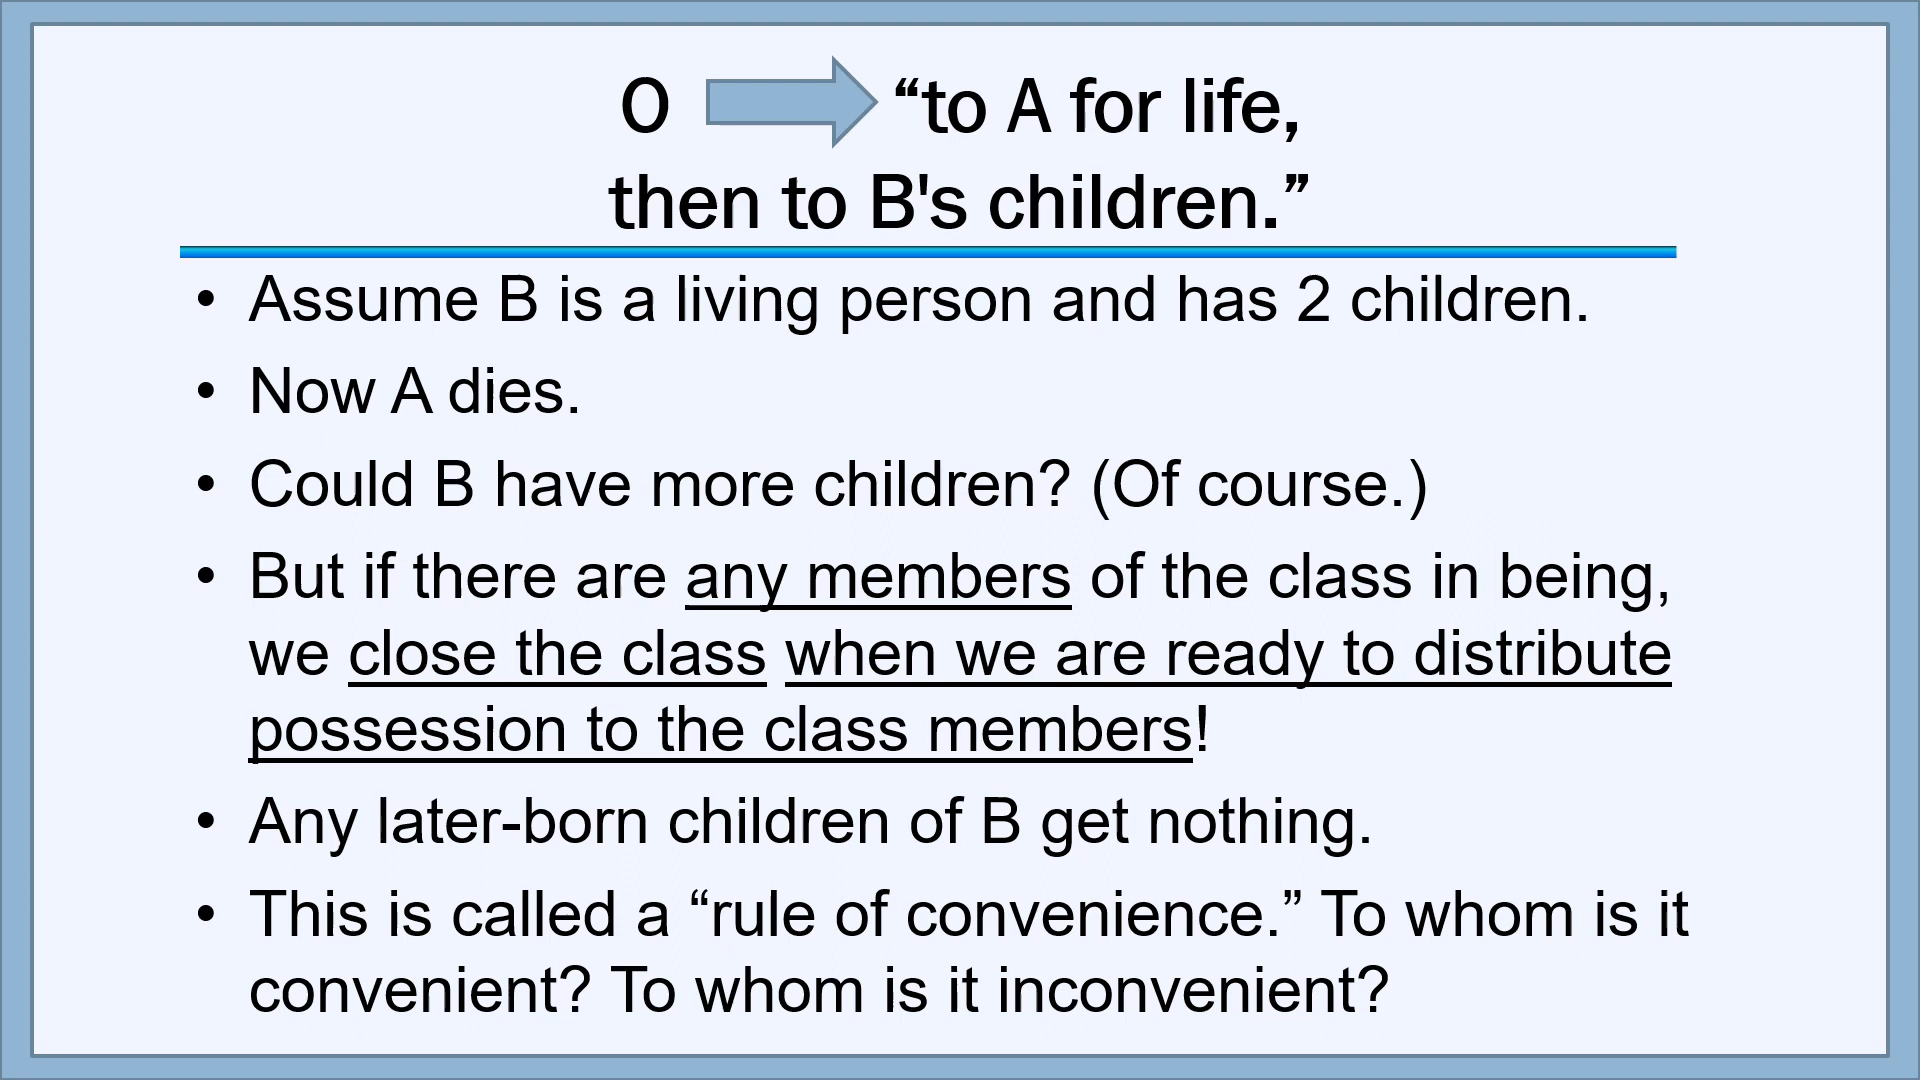 O “to A for life,
then to B's children.”
• Assume B is a living person and has 2 children.
• Now A dies.
• Could B have more children? (Of course.)
• But if there are any members of the class in being,
we close the class when we are ready to distribute
possession to the class members!
• Any later-born children of B get nothing.
• This is called a “rule of convenience.” To whom is it
convenient? To whom is it inconvenient?